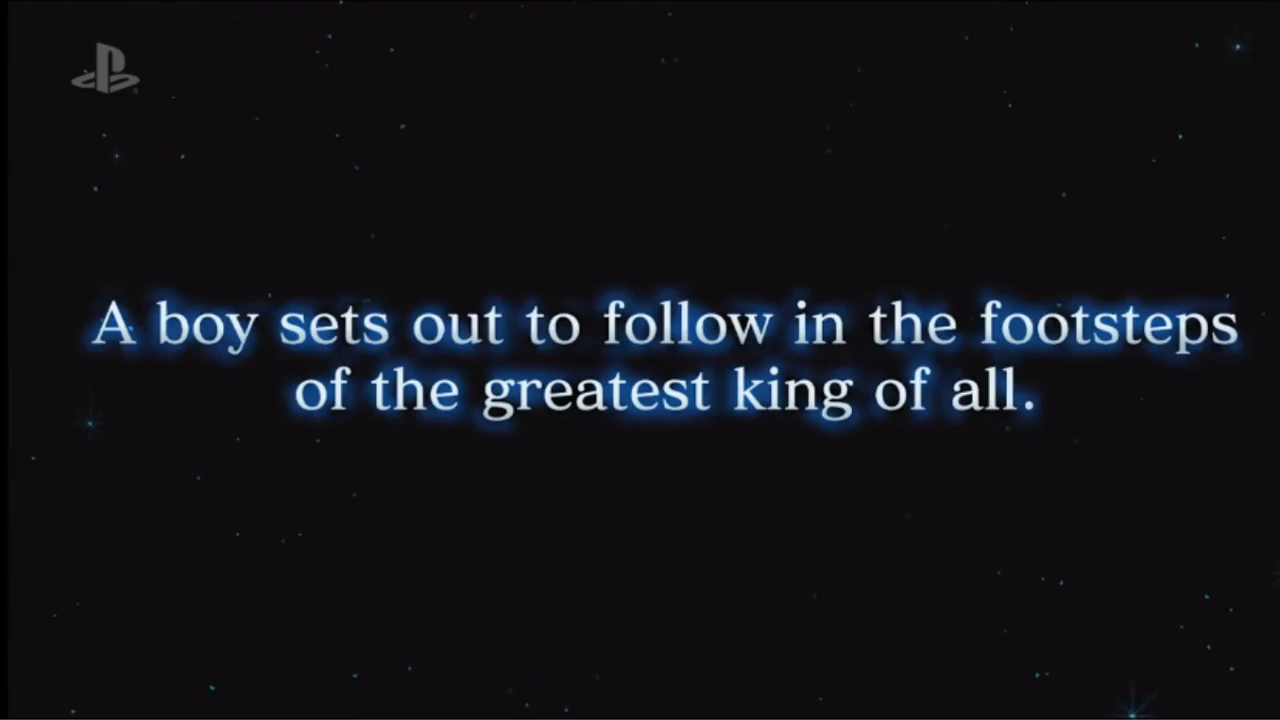 A boy sets out to follow in the footsteps
of the greatest king of all.